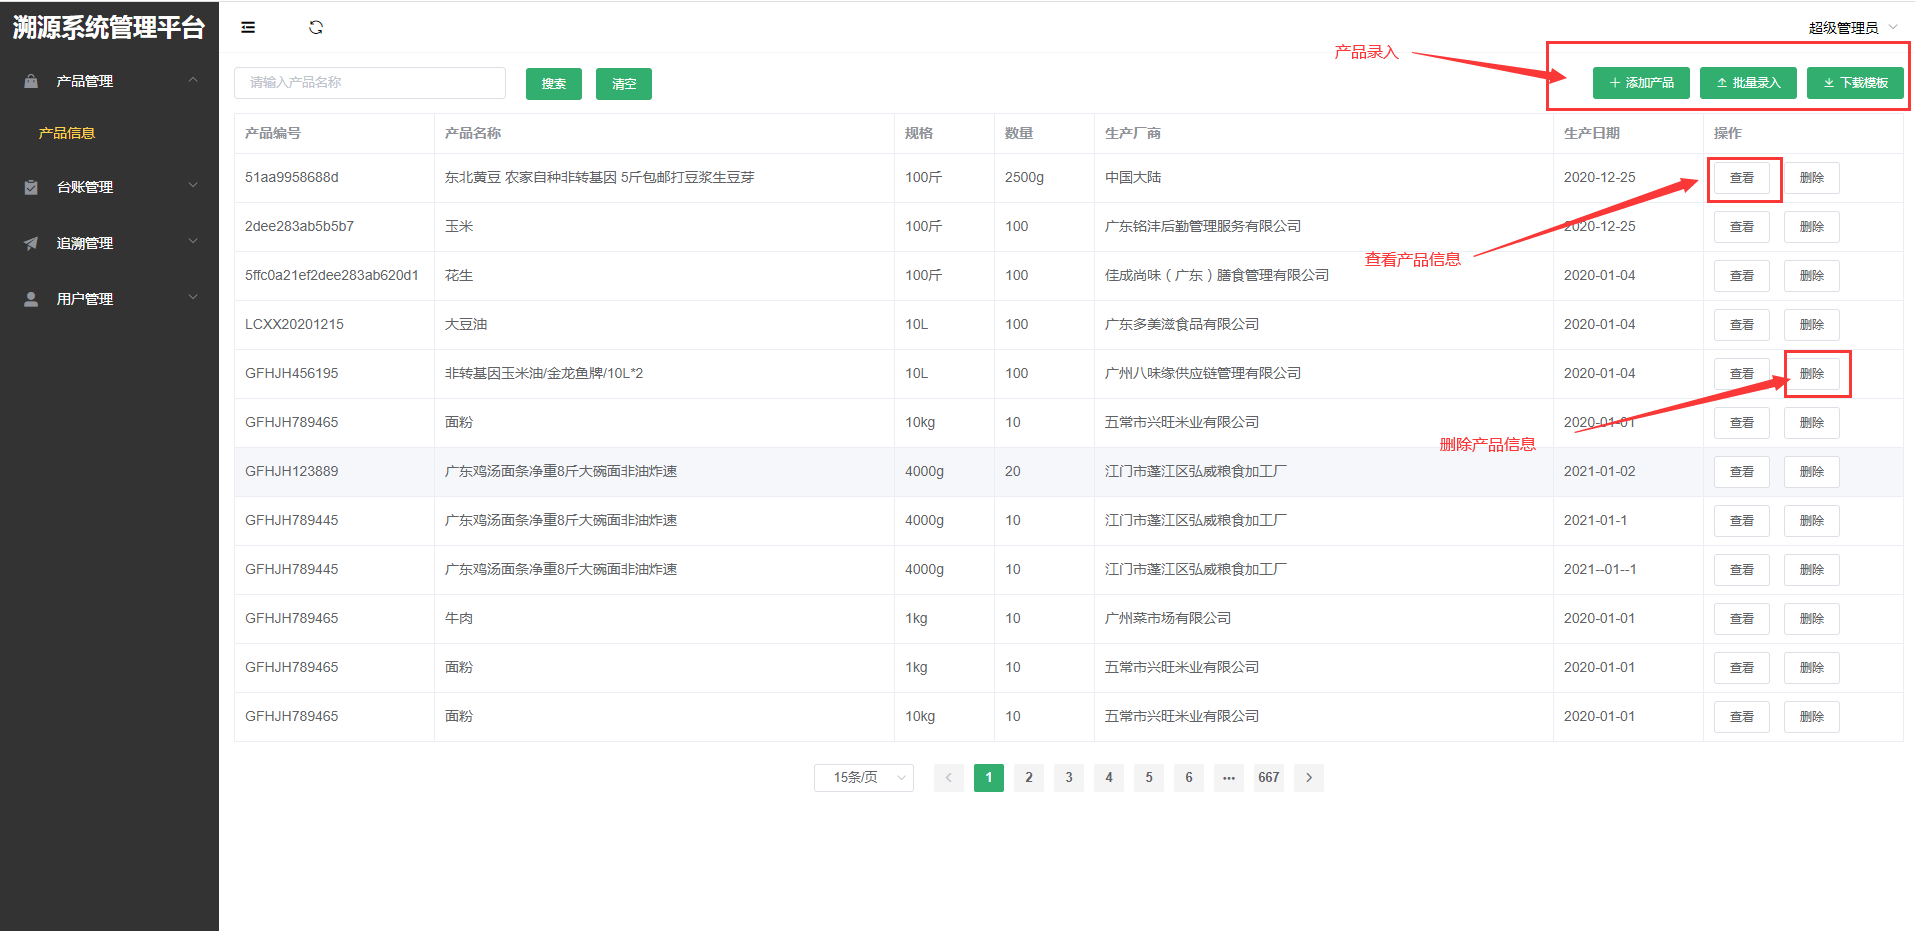 溯源系统管理平台
超级管理员
产品管理
产品信息
台账管理
追溯管理
用户管理
产品录入
请输入产品名称
搜索
清空
添加产品
批量录入
下载模板
产品编号 产品名称 规格 数量 生产厂商 生产日期 操作
51aa9958688d 东北黄豆 农家自种非转基因 5斤包邮打豆浆生豆芽 100斤 2500g 中国大陆 2020-12-25 查看 删除
2dee283ab5b5b7 玉米 100斤 100 广东铭沣后勤管理服务有限公司 2020-12-25 查看 删除
查看产品信息
5ffc0a21ef2dee283ab620d1 花生 100斤 100 佳成尚味（广东）膳食管理有限公司 2020-01-04 查看 删除
LCXX20201215 大豆油 10L 100 广东多美滋食品有限公司 2020-01-04 查看 删除
GFHJH456195 非转基因玉米油/金龙鱼牌/10L*2 10L 100 广州八味缘供应链管理有限公司 2020-01-04 查看 删除
GFHJH789465 面粉 10kg 10 五常市兴旺米业有限公司 2020-01-01 查看 删除
删除产品信息
GFHJH123889 广东鸡汤面条净重8斤大碗面非油炸速 4000g 20 江门市蓬江区弘威粮食加工厂 2021-01-02 查看 删除
GFHJH789445 广东鸡汤面条净重8斤大碗面非油炸速 4000g 10 江门市蓬江区弘威粮食加工厂 2021-01-1 查看 删除
GFHJH789445 广东鸡汤面条净重8斤大碗面非油炸速 4000g 10 江门市蓬江区弘威粮食加工厂 2021--01--1 查看 删除
GFHJH789465 牛肉 1kg 10 广州菜市场有限公司 2020-01-01 查看 删除
GFHJH789465 面粉 1kg 10 五常市兴旺米业有限公司 2020-01-01 查看 删除
GFHJH789465 面粉 10kg 10 五常市兴旺米业有限公司 2020-01-01 查看 删除
15条/页 1 2 3 4 5 6 ••• 667